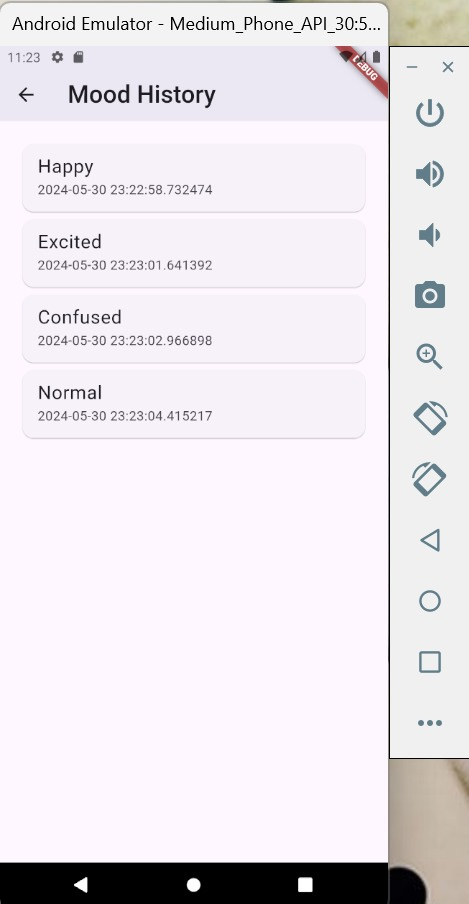 Android Emulator - Medium_Phone_API_30:5...
11:23
DEBUG
Mood History
Happy
2024-05-30 23:22:58.732474
Excited
2024-05-30 23:23:01.641392
Confused
2024-05-30 23:23:02.966898
Normal
2024-05-30 23:23:04.415217